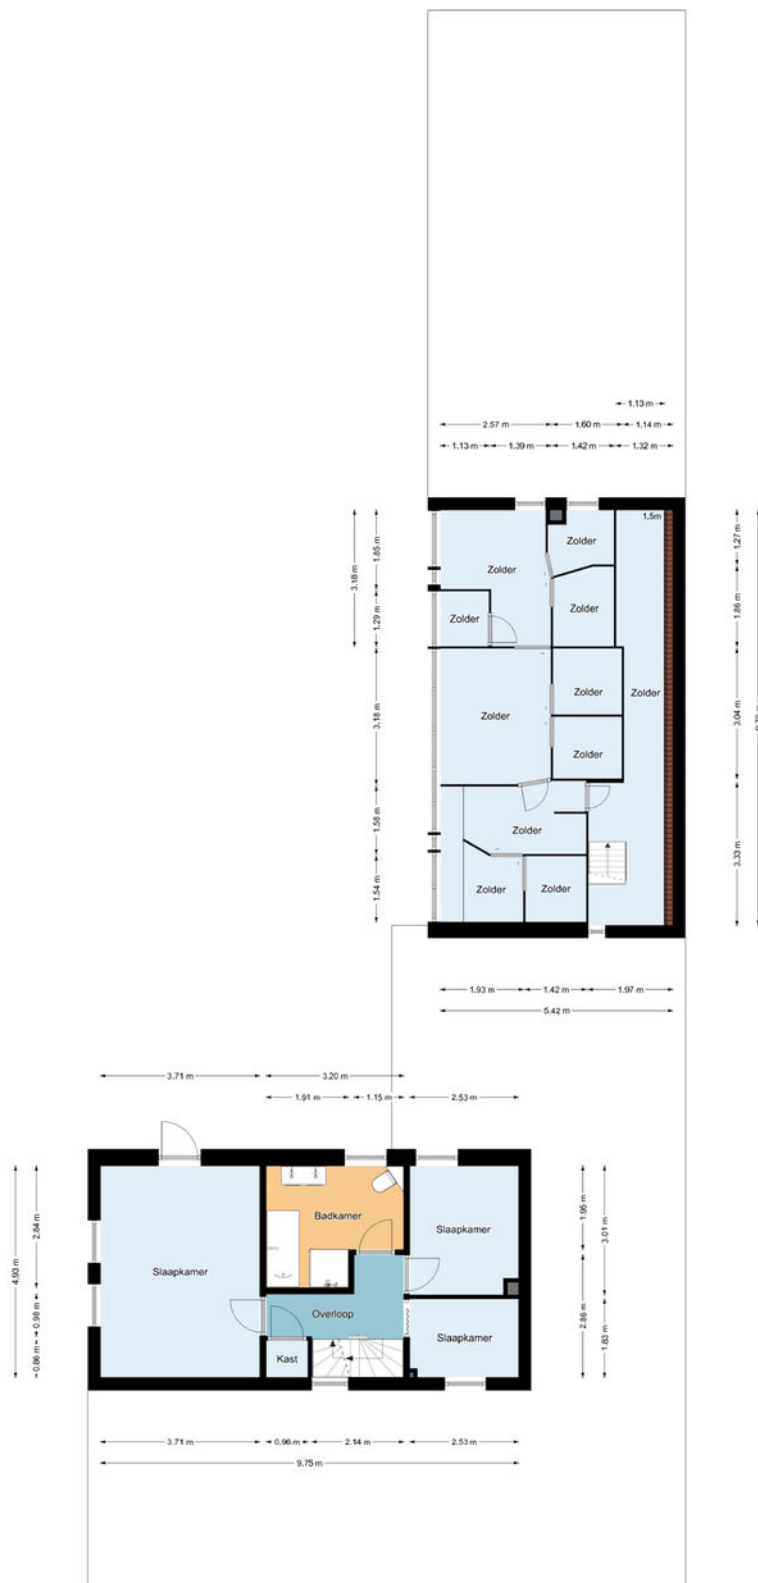 1.13 m
2.57 m
1.60 m
1.14 m
1.13 m
1.39 m
1.42 m
1.32 m
1,5m
Zolder
Zolder
Zolder
Zolder
Zolder
Zolder
Zolder
Zolder
Zolder
Zolder
Zolder
3.18 m
1.85 m
1.29 m
3.18 m
1.58 m
1.54 m
1.27 m
1.86 m
3.04 m
3.33 m
1.93 m
1.42 m
1.97 m
5.42 m
3.71 m
3.20 m
1.91 m
1.15 m
2.53 m
Badkamer
Slaapkamer
Slaapkamer
Overloop
Slaapkamer
Kast
4.93 m
2.84 m
0.98 m
0.86 m
1.95 m
2.86 m
3.01 m
1.83 m
3.71 m
0.96 m
2.14 m
2.53 m
9.75 m